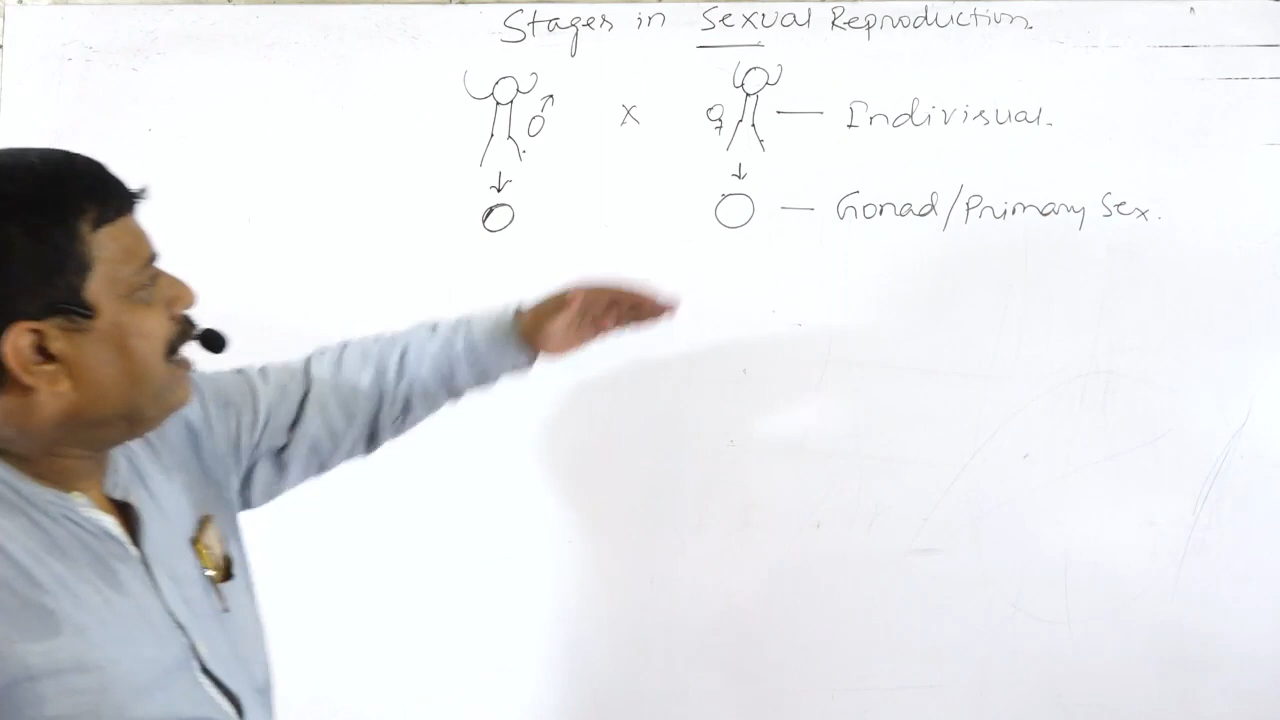 Stages in Sexual Reproduction.
♂ x ♀ — Indivisual.
— Gonad/Primary Sex.